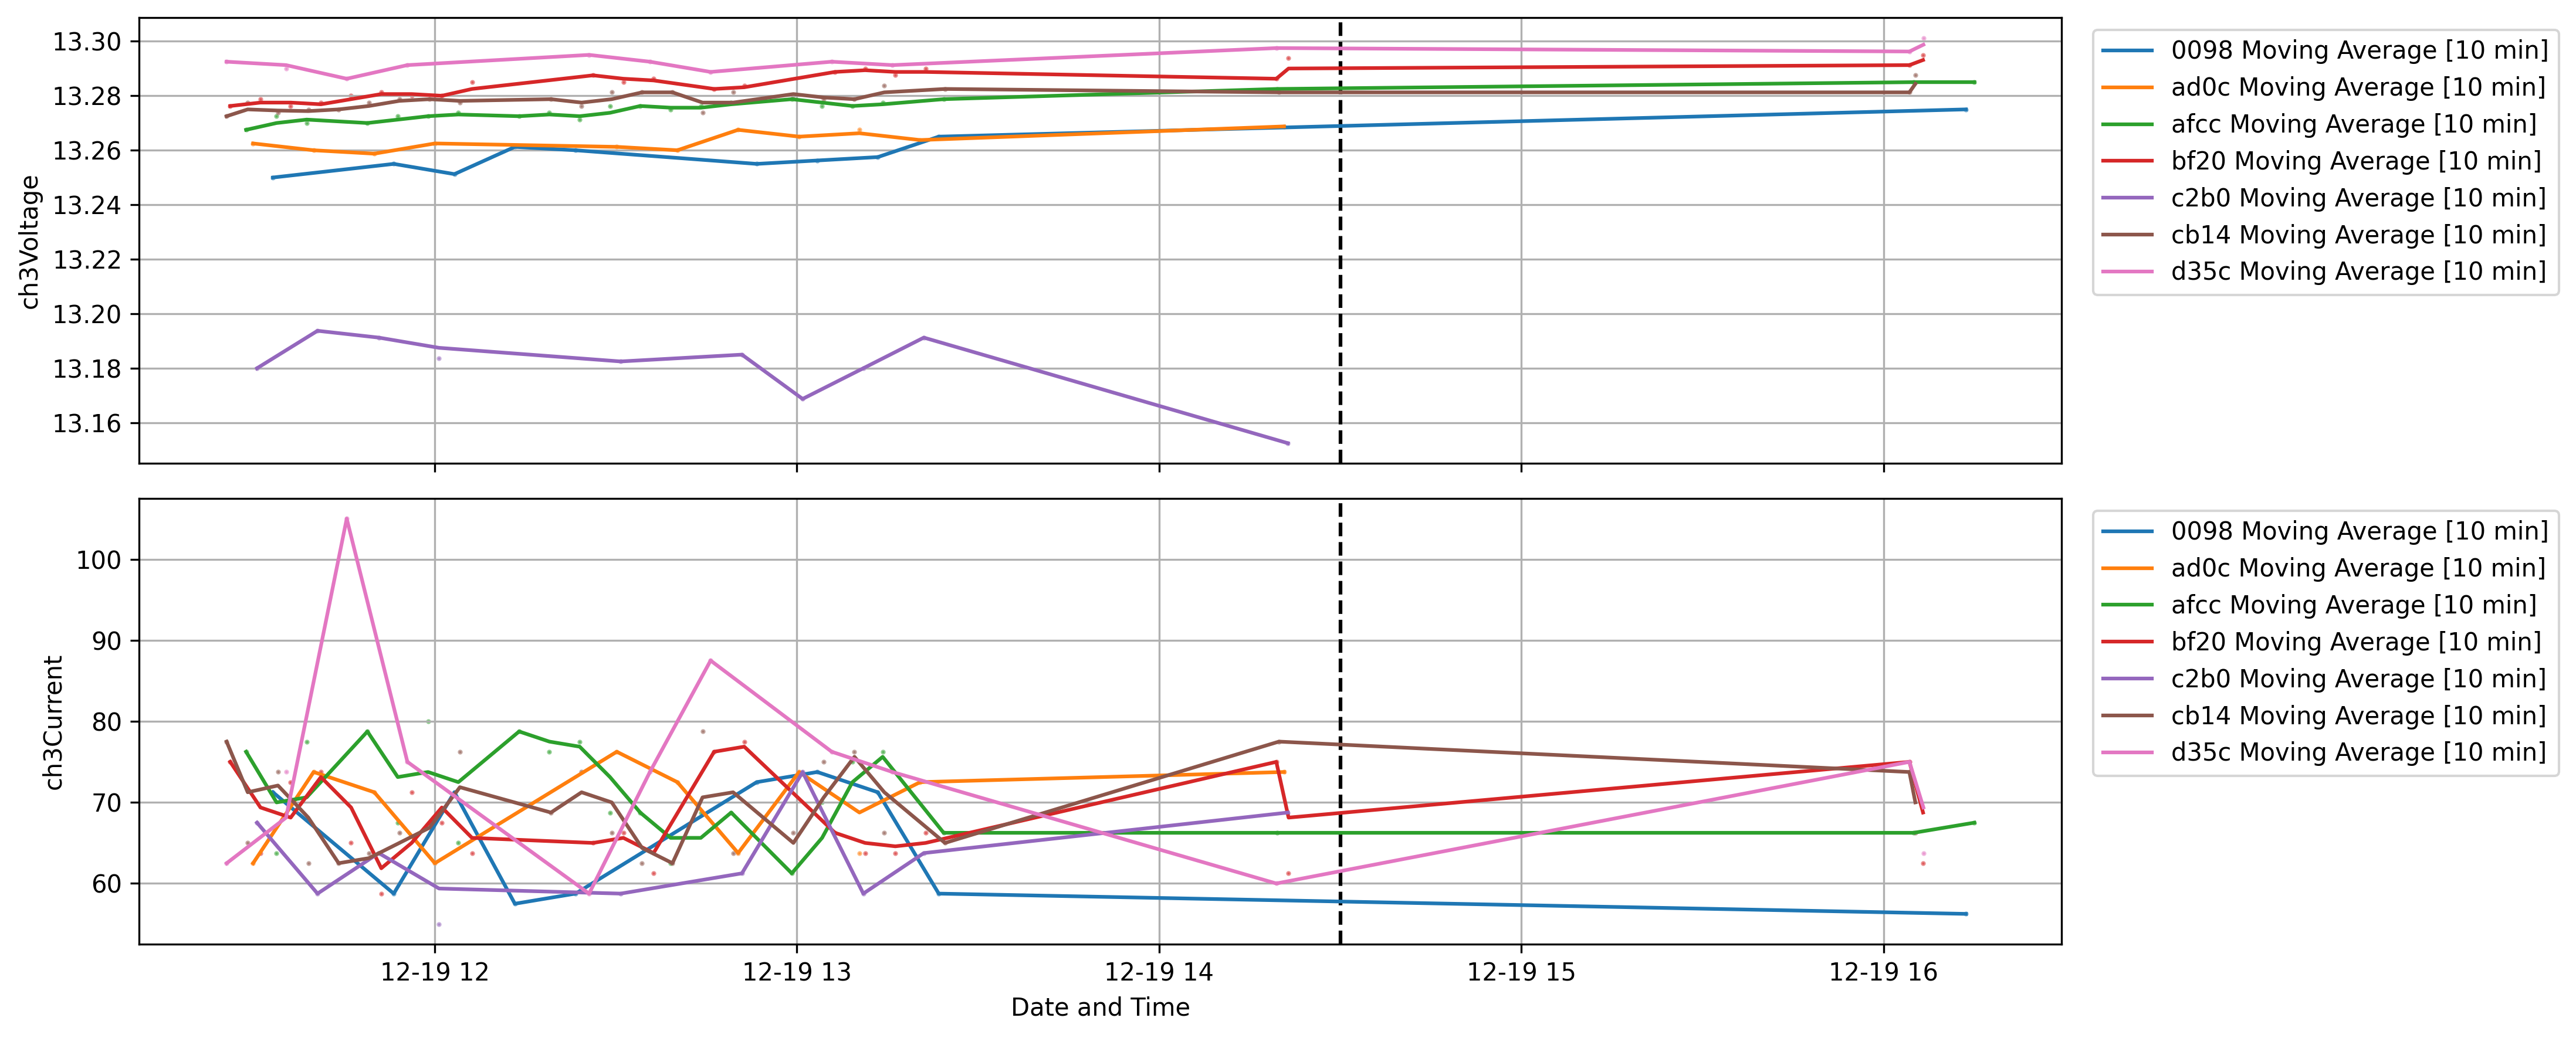 13.30
13.28
13.26
13.24
13.22
13.20
13.18
13.16
ch3Voltage
0098 Moving Average [10 min]
ad0c Moving Average [10 min]
afcc Moving Average [10 min]
bf20 Moving Average [10 min]
c2b0 Moving Average [10 min]
cb14 Moving Average [10 min]
d35c Moving Average [10 min]
100
90
80
70
60
ch3Current
0098 Moving Average [10 min]
ad0c Moving Average [10 min]
afcc Moving Average [10 min]
bf20 Moving Average [10 min]
c2b0 Moving Average [10 min]
cb14 Moving Average [10 min]
d35c Moving Average [10 min]
12-19 12 12-19 13 12-19 14 12-19 15 12-19 16
Date and Time